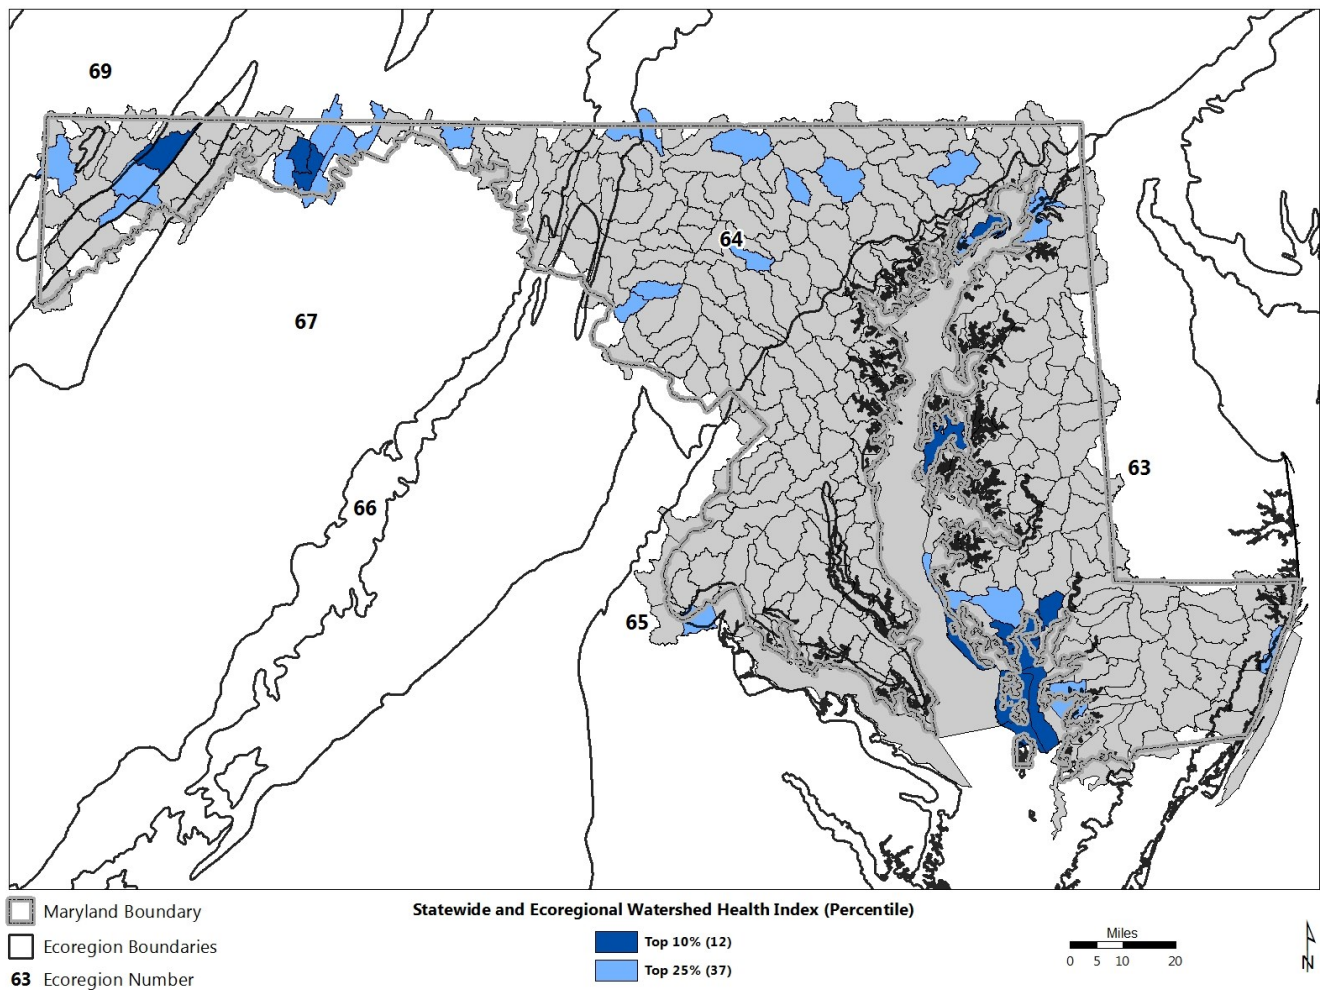 69
64
67
63
66
65
Maryland Boundary
Ecoregion Boundaries
63 Ecoregion Number
Statewide and Ecoregional Watershed Health Index (Percentile)
Top 10% (12)
Top 25% (37)
Miles
0 5 10 20
N